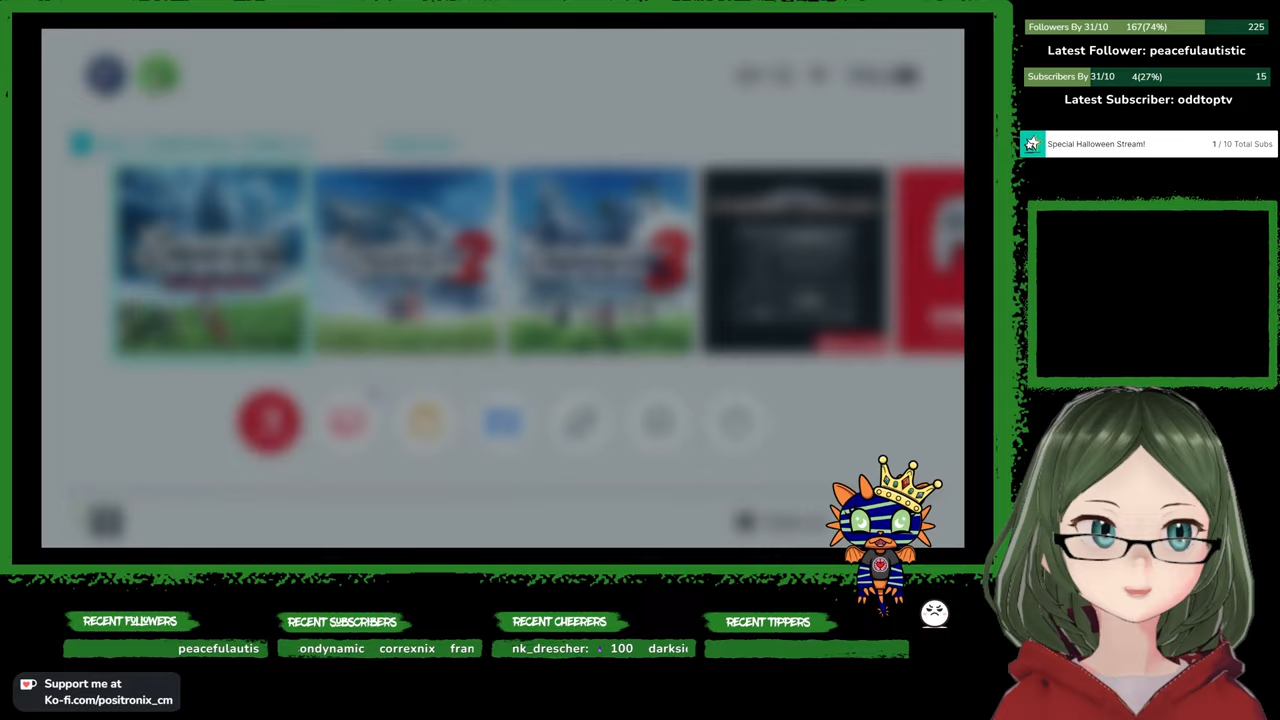 Followers By 31/10 167(74%) 225
Latest Follower: peacefulautistic
Subscribers By 31/10 4(27%) 15
Latest Subscriber: oddtoptv
Special Halloween Stream! 1 / 10 Total Subs
2
3
RECENT FOLLOWERS
RECENT SUBSCRIBERS
RECENT CHEERERS
RECENT TIPPERS
peacefulautis
ondynamic correxnix fran
nk_drescher: 100 darksi
Support me at
Ko-fi.com/positronix_cm